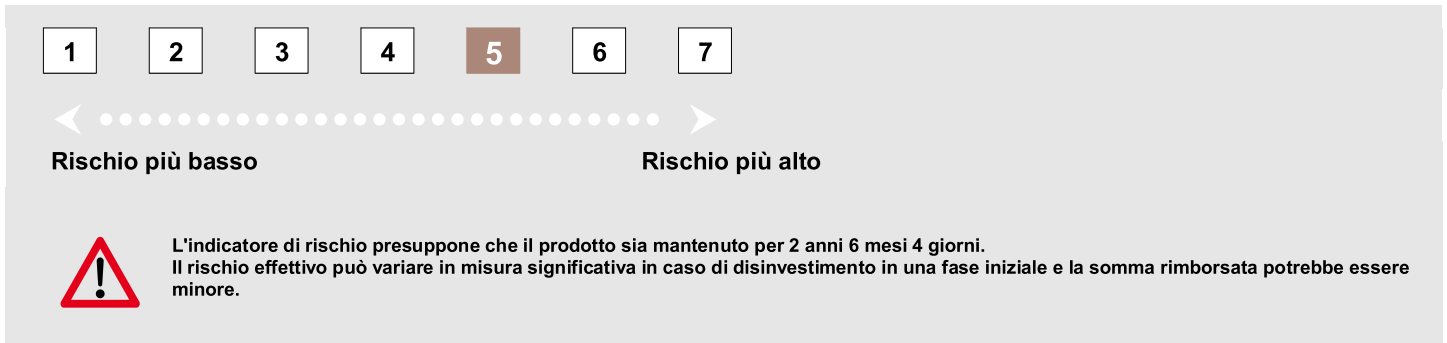 1 2 3 4 5 6 7
Rischio più basso Rischio più alto
L'indicatore di rischio presuppone che il prodotto sia mantenuto per 2 anni 6 mesi 4 giorni.
Il rischio effettivo può variare in misura significativa in caso di disinvestimento in una fase iniziale e la somma rimborsata potrebbe essere
minore.